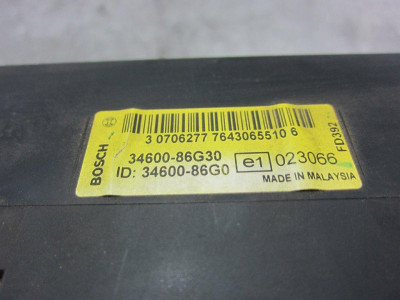 3 0706277 7643065510 6
BOSCH
34600-86G30
ID: 34600-86G0
e1 023066
MADE IN MALAYSIA
FD392